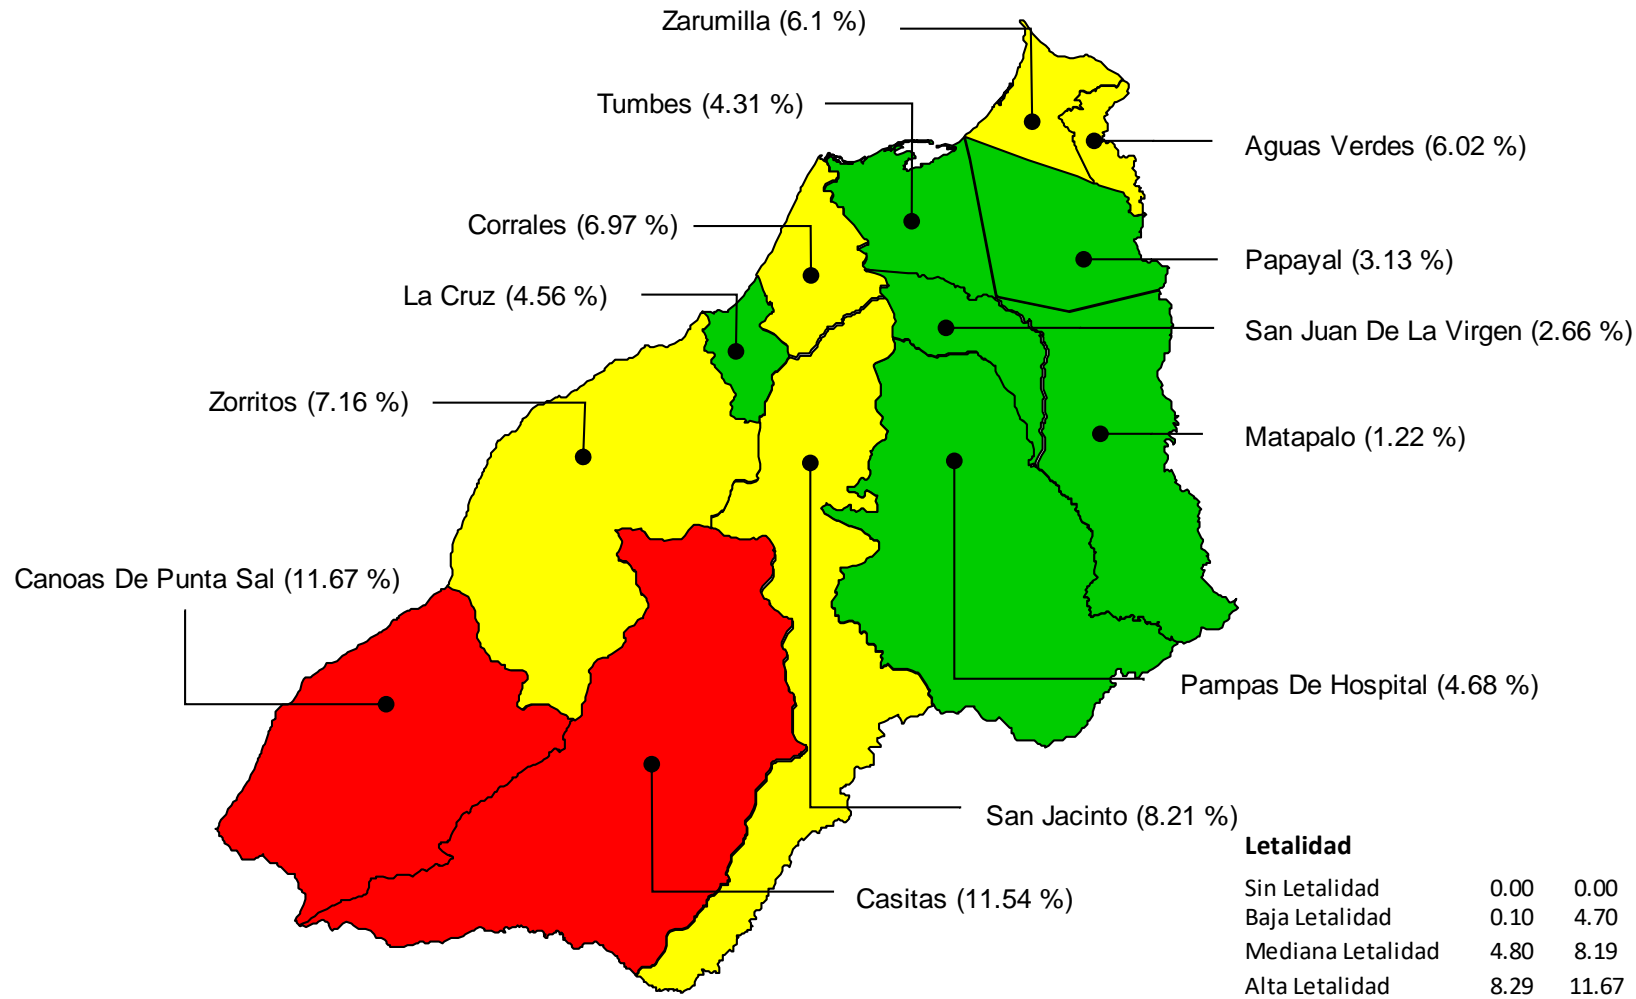 Zarumilla (6.1 %)
Tumbes (4.31 %)
Aguas Verdes (6.02 %)
Corrales (6.97 %)
Papayal (3.13 %)
La Cruz (4.56 %)
San Juan De La Virgen (2.66 %)
Zorritos (7.16 %)
Matapalo (1.22 %)
Canoas De Punta Sal (11.67 %)
Pampas De Hospital (4.68 %)
San Jacinto (8.21 %)
Casitas (11.54 %)
Letalidad
Sin Letalidad 0.00 0.00
Baja Letalidad 0.10 4.70
Mediana Letalidad 4.80 8.19
Alta Letalidad 8.29 11.67